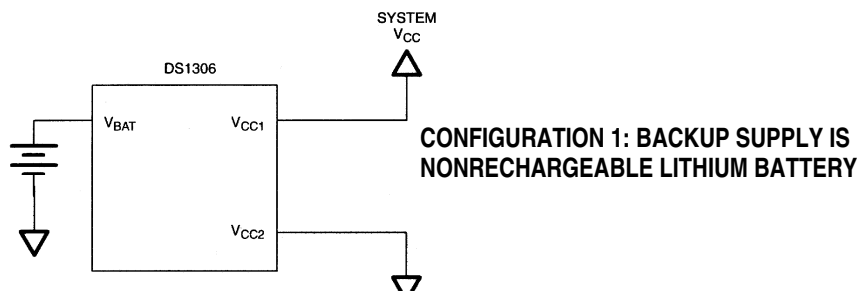 SYSTEM
VCC
DS1306
VBAT
VCC1
CONFIGURATION 1: BACKUP SUPPLY IS
NONRECHARGEABLE LITHIUM BATTERY
VCC2